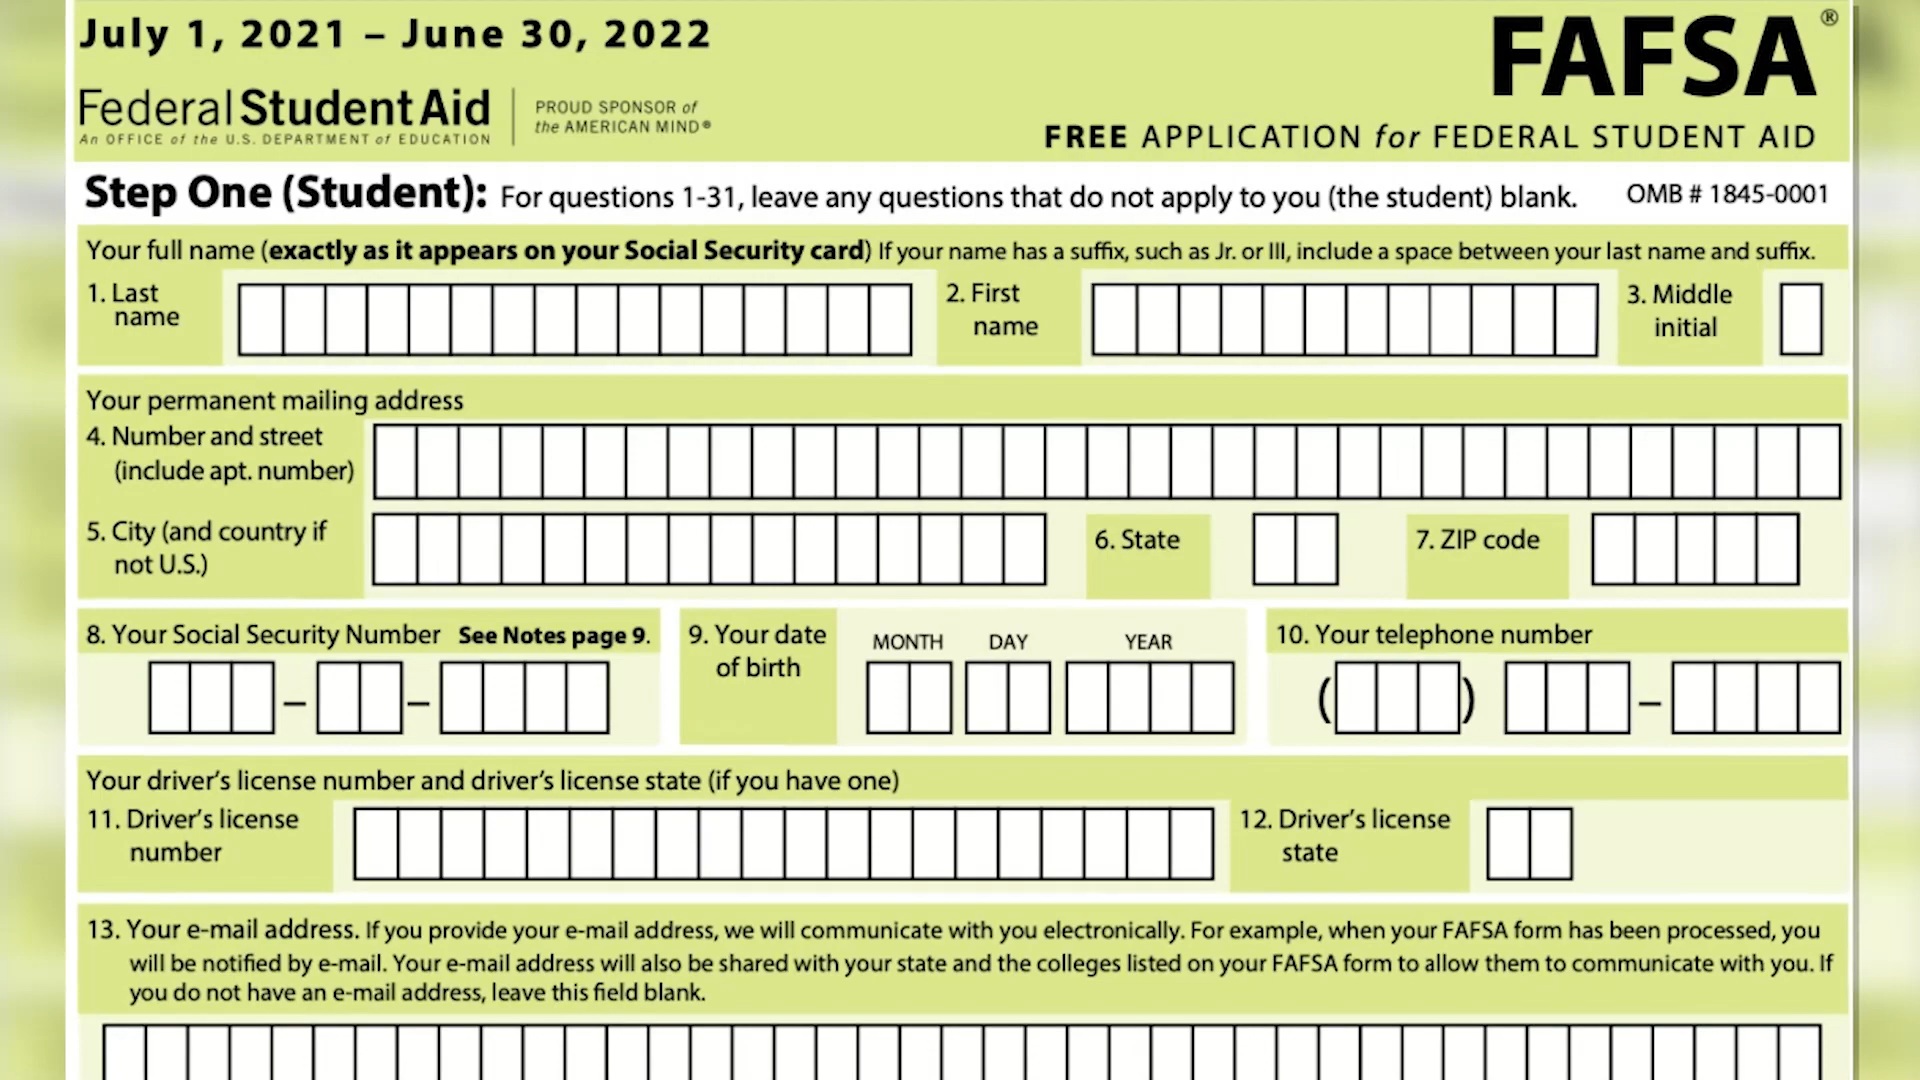 July 1, 2021 – June 30, 2022
FAFSA®
Federal Student Aid
An OFFICE of the U.S. DEPARTMENT of EDUCATION
PROUD SPONSOR of
the AMERICAN MIND®
FREE APPLICATION for FEDERAL STUDENT AID
Step One (Student): For questions 1-31, leave any questions that do not apply to you (the student) blank. OMB # 1845-0001
Your full name (exactly as it appears on your Social Security card) If your name has a suffix, such as Jr. or III, include a space between your last name and suffix.
1. Last
name
2. First
name
3. Middle
initial
Your permanent mailing address
4. Number and street
(include apt. number)
5. City (and country if
not U.S.)
6. State
7. ZIP code
8. Your Social Security Number See Notes page 9.
– –
9. Your date
of birth
MONTH DAY YEAR
10. Your telephone number
( ) –
Your driver's license number and driver's license state (if you have one)
11. Driver's license
number
12. Driver's license
state
13. Your e-mail address. If you provide your e-mail address, we will communicate with you electronically. For example, when your FAFSA form has been processed, you
will be notified by e-mail. Your e-mail address will also be shared with your state and the colleges listed on your FAFSA form to allow them to communicate with you. If
you do not have an e-mail address, leave this field blank.